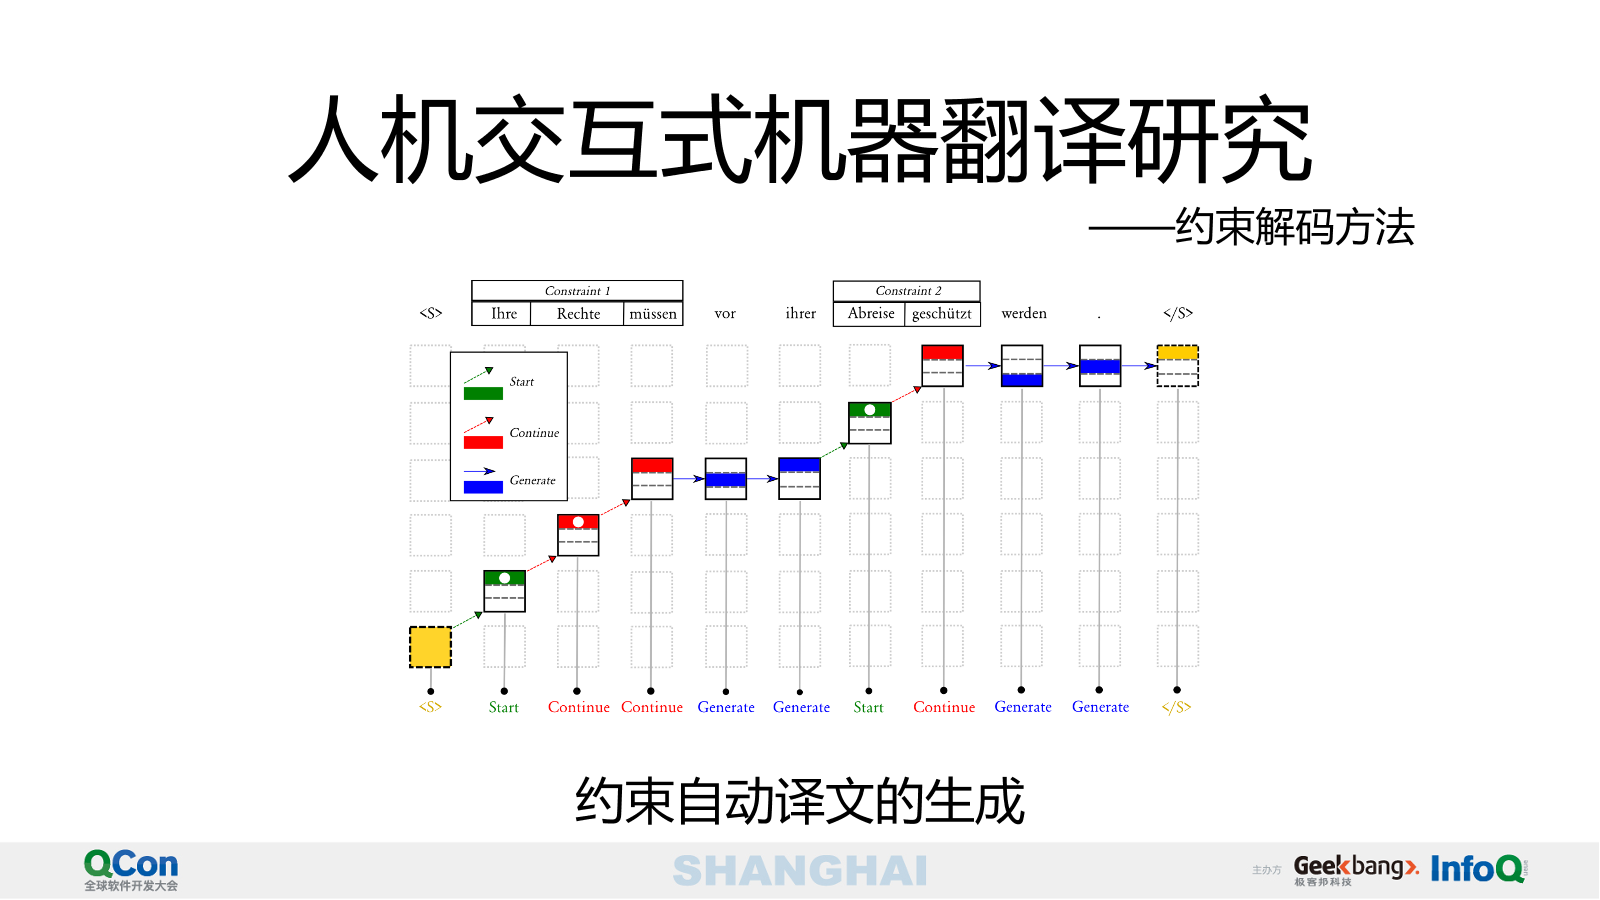 人机交互式机器翻译研究
——约束解码方法
Constraint 1 Constraint 2
<S> Ihre Rechte müssen vor ihrer Abreise geschützt werden . </S>
Start
Continue
Generate
<S> Start Continue Continue Generate Generate Start Continue Generate Generate </S>
约束自动译文的生成
QCon
全球软件开发大会
SHANGHAI
主办方
Geekbang>.
极客邦科技
InfoQ